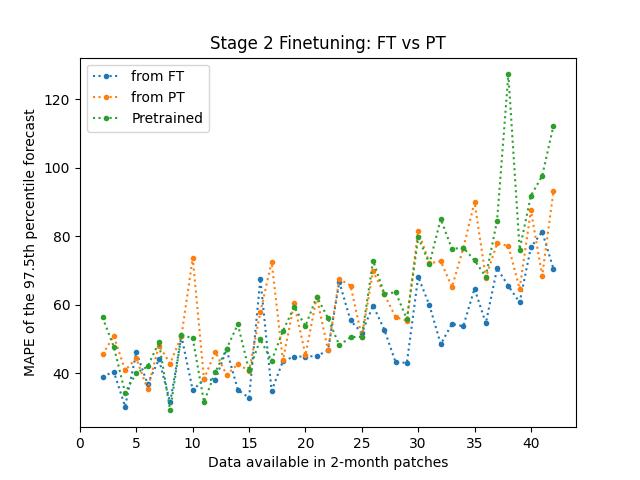 Stage 2 Finetuning: FT vs PT
from FT
from PT
Pretrained
MAPE of the 97.5th percentile forecast
120
100
80
60
40
0 5 10 15 20 25 30 35 40
Data available in 2-month patches